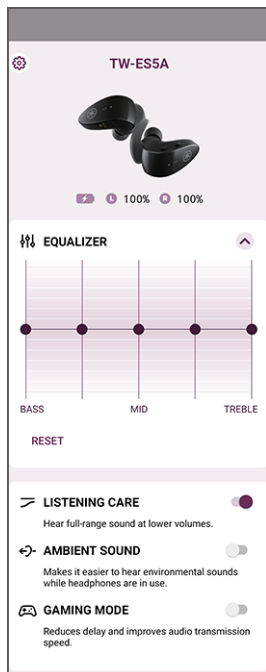 TW-ES5A
L 100% R 100%
EQUALIZER
BASS MID TREBLE
RESET
LISTENING CARE
Hear full-range sound at lower volumes.
AMBIENT SOUND
Makes it easier to hear environmental sounds
while headphones are in use.
GAMING MODE
Reduces delay and improves audio transmission
speed.